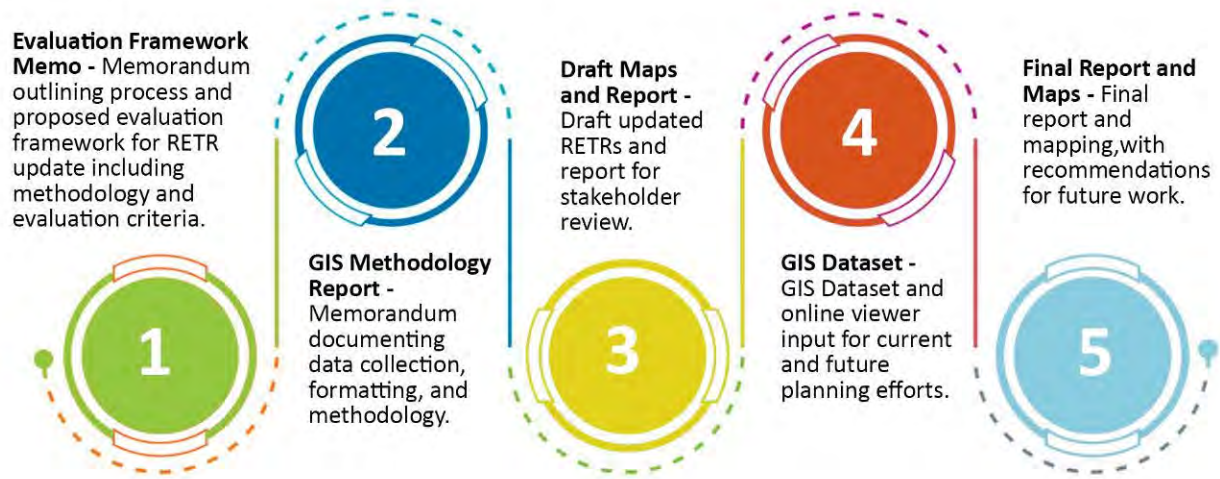 Evaluation Framework
Memo - Memorandum
outlining process and
proposed evaluation
framework for RETR
update including
methodology and
evaluation criteria.
1
2
GIS Methodology
Report -
Memorandum
documenting
data collection,
formatting, and
methodology.
Draft Maps
and Report -
Draft updated
RETRs and
report for
stakeholder
review.
3
4
GIS Dataset -
GIS Dataset and
online viewer
input for current
and future
planning efforts.
Final Report and
Maps - Final
report and
mapping,with
recommendations
for future work.
5